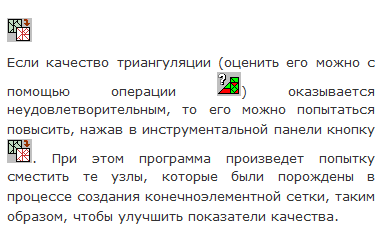 Если качество триангуляции (оценить его можно с
помощью операции ) оказывается
неудовлетворительным, то его можно попытаться
повысить, нажав в инструментальной панели кнопку
. При этом программа произведет попытку
сместить те узлы, которые были порождены в
процессе создания конечноэлементной сетки, таким
образом, чтобы улучшить показатели качества.